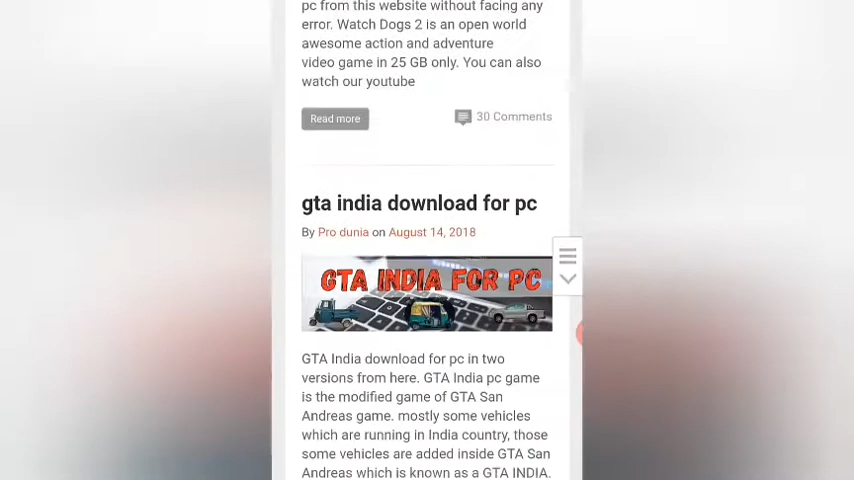 pc from this website without facing any
error. Watch Dogs 2 is an open world
awesome action and adventure
video game in 25 GB only. You can also
watch our youtube
Read more
30 Comments
gta india download for pc
By Pro dunia on August 14, 2018
GTA INDIA FOR PC
GTA India download for pc in two
versions from here. GTA India pc game
is the modified game of GTA San
Andreas game. mostly some vehicles
which are running in India country, those
some vehicles are added inside GTA San
Andreas which is known as a GTA INDIA.